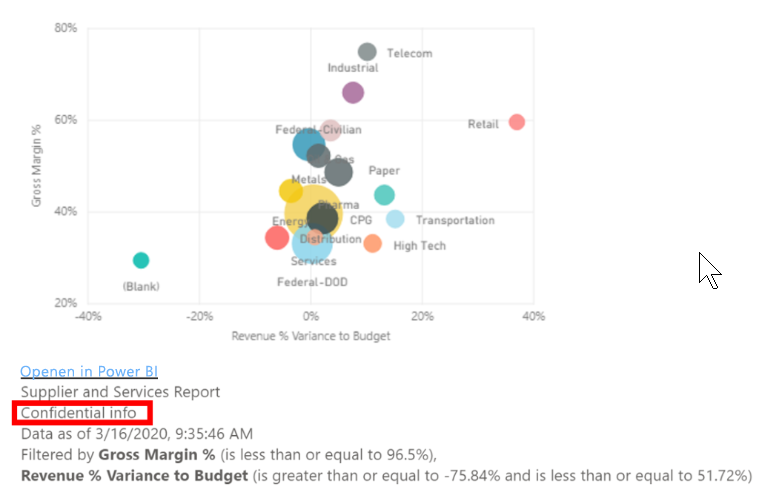 80%
Telecom
Industrial
60%
Retail
Federal-Civilian
Gas
Paper
Metals
Pharma
40%
Energy
CPG
Transportation
Distribution
High Tech
Services
(Blank)
Federal-DOD
20%
-40%
-20%
0%
20%
40%
Gross Margin %
Revenue % Variance to Budget
Openen in Power BI
Supplier and Services Report
Confidential info
Data as of 3/16/2020, 9:35:46 AM
Filtered by Gross Margin % (is less than or equal to 96.5%),
Revenue % Variance to Budget (is greater than or equal to -75.84% and is less than or equal to 51.72%)